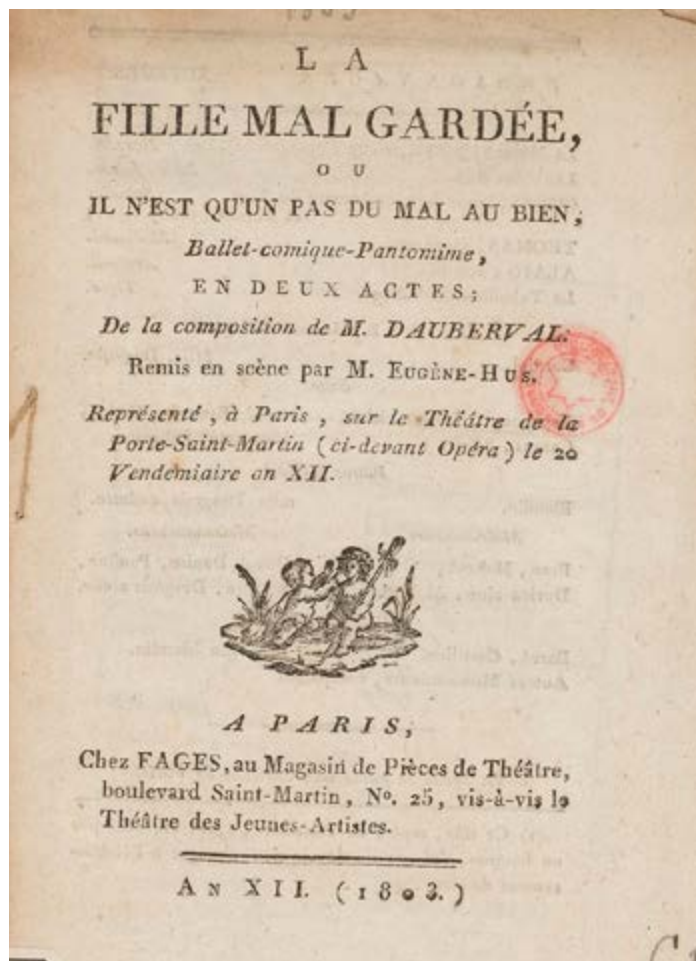 L A
FILLE MAL GARDÉE,
O U
IL N'EST QU'UN PAS DU MAL AU BIEN,
Ballet-comique-Pantomime,
EN DEUX ACTES;
De la composition de M. DAUBERVAL.
Remis en scène par M. EUGÈNE-HUS.
Représenté, à Paris, sur le Théâtre de la
Porte-Saint-Martin (ci-devant Opéra) le 20
Vendemiaire an XII.
A PARIS,
Chez FAGES, au Magasin de Pièces de Théâtre,
boulevard Saint-Martin, Nº. 25, vis-à-vis le
Théâtre des Jeunes-Artistes.
AN XII. (1803.)